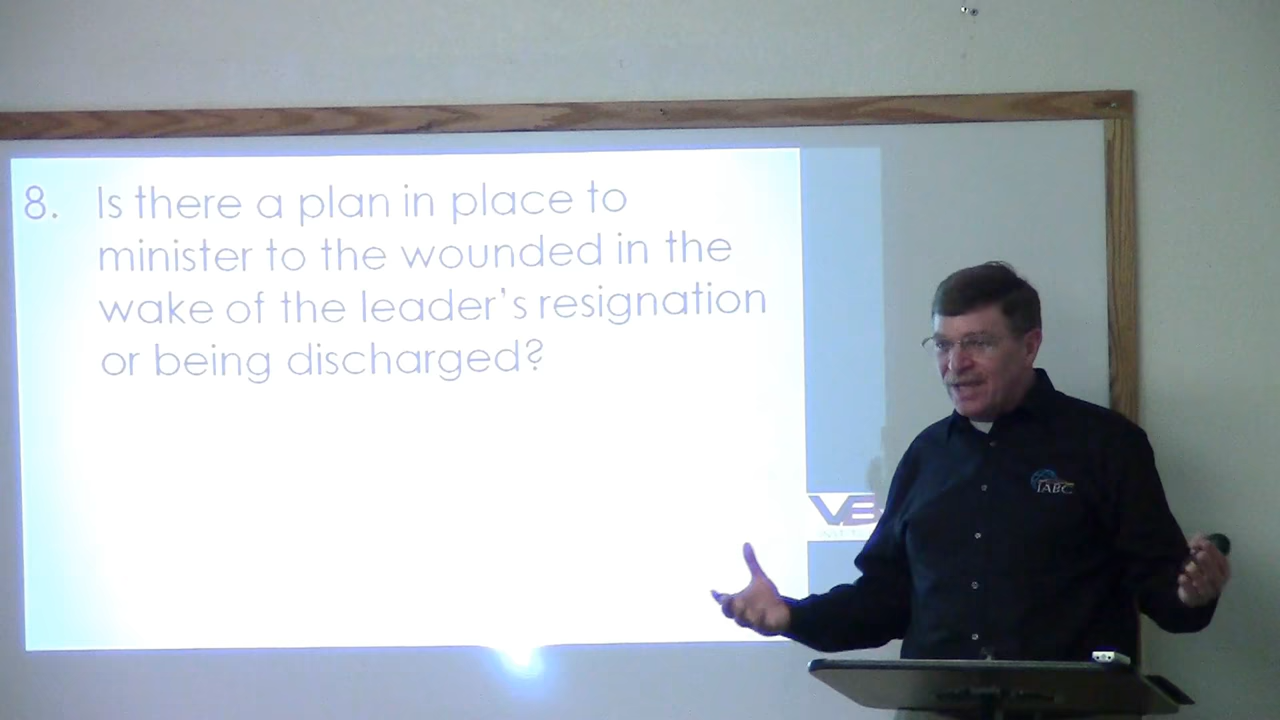 8. Is there a plan in place to
minister to the wounded in the
wake of the leader's resignation
or being discharged?
IABC